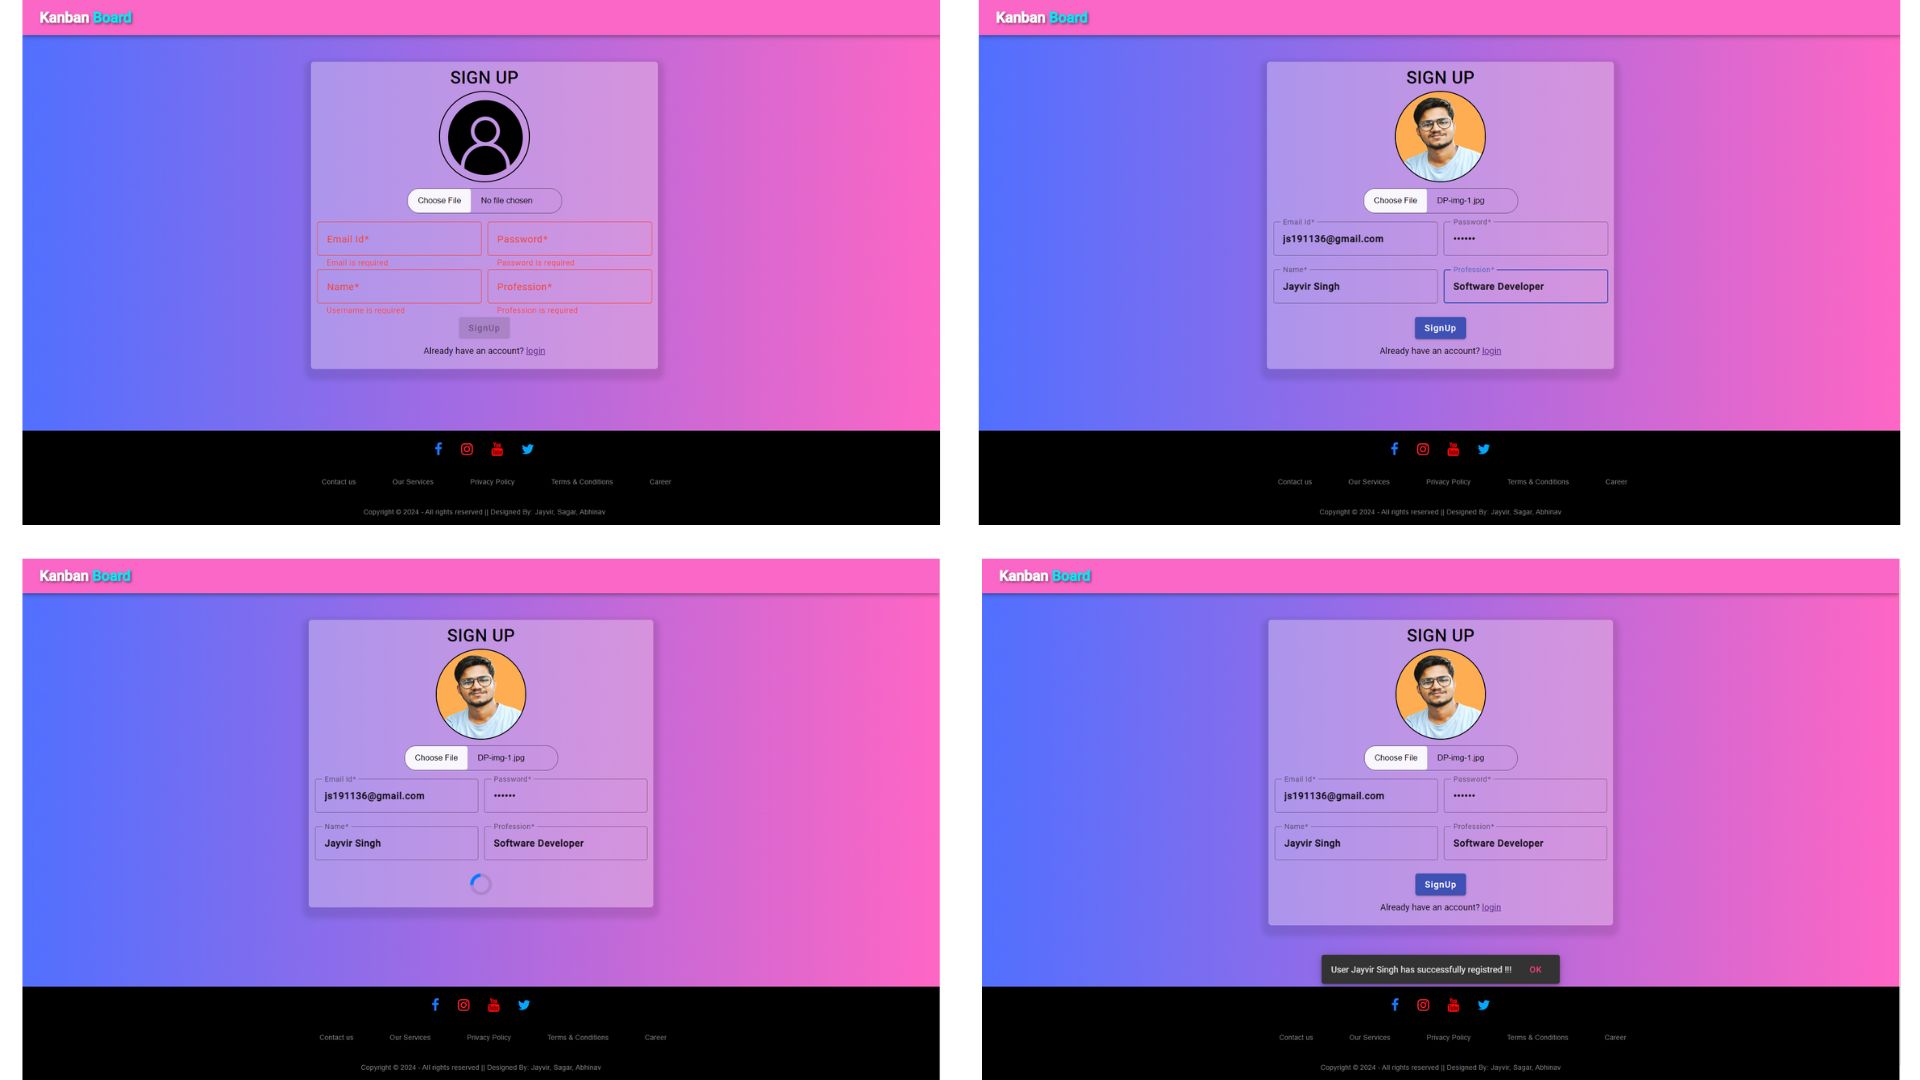 Kanban Board
SIGN UP
Choose File No file chosen
Email Id* Password*
Email is required Password is required
Name* Profession*
Username is required Profession is required
SignUp
Already have an account? login
Contact us Our Services Privacy Policy Terms & Conditions Career
Copyright © 2024 - All rights reserved || Designed By: Jayvir, Sagar, Abhinav
Kanban Board
SIGN UP
Choose File DP-img-1.jpg
Email Id* Password*
js191136@gmail.com ••••••
Name* Profession*
Jayvir Singh Software Developer
SignUp
Already have an account? login
Contact us Our Services Privacy Policy Terms & Conditions Career
Copyright © 2024 - All rights reserved || Designed By: Jayvir, Sagar, Abhinav
Kanban Board
SIGN UP
Choose File DP-img-1.jpg
Email Id* Password*
js191136@gmail.com ••••••
Name* Profession*
Jayvir Singh Software Developer
Contact us Our Services Privacy Policy Terms & Conditions Career
Copyright © 2024 - All rights reserved || Designed By: Jayvir, Sagar, Abhinav
Kanban Board
SIGN UP
Choose File DP-img-1.jpg
Email Id* Password*
js191136@gmail.com ••••••
Name* Profession*
Jayvir Singh Software Developer
SignUp
Already have an account? login
User Jayvir Singh has successfully registred !!! OK
Contact us Our Services Privacy Policy Terms & Conditions Career
Copyright © 2024 - All rights reserved || Designed By: Jayvir, Sagar, Abhinav